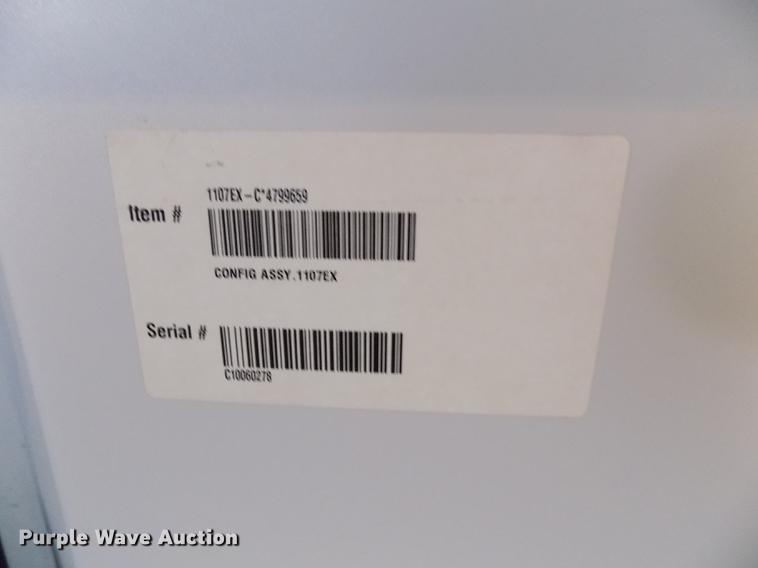 1107EX-C*4799659
Item #
CONFIG ASSY.1107EX
Serial #
C10060278
Purple Wave Auction